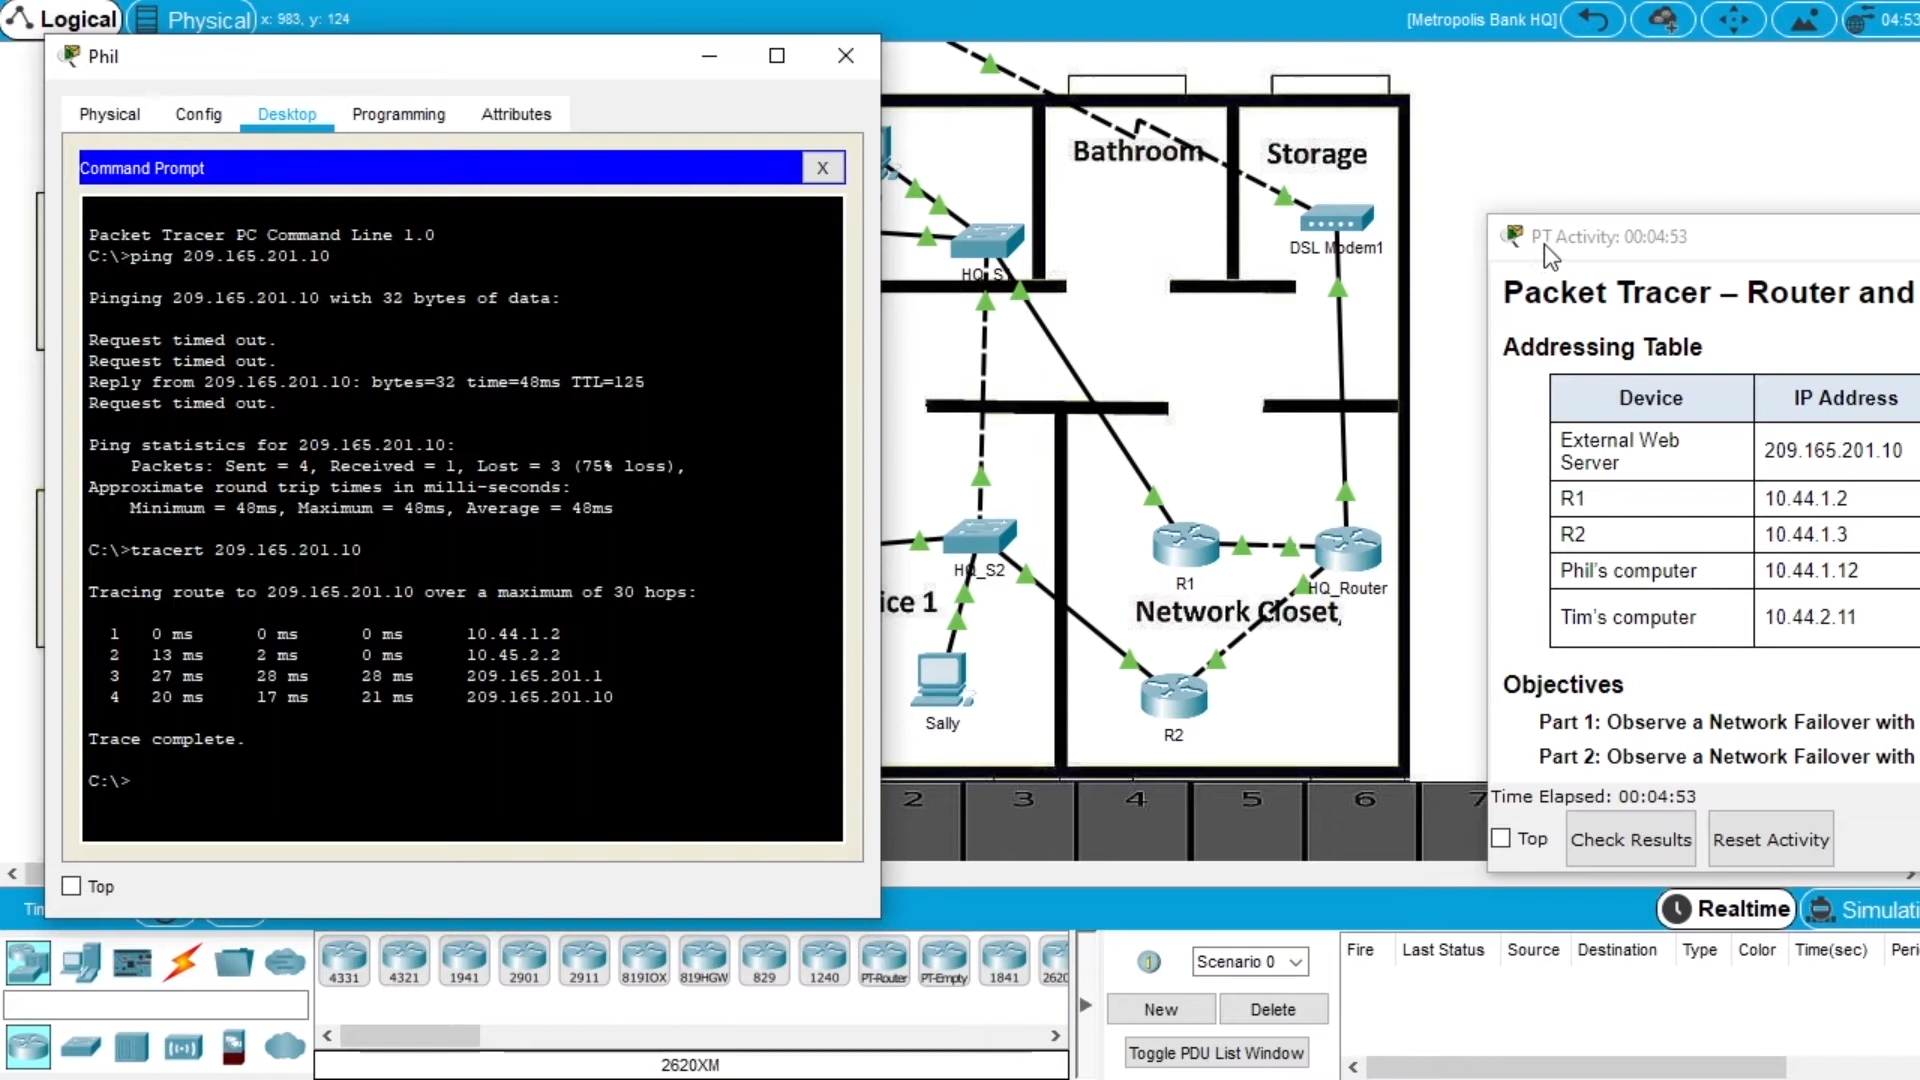 Logical
Physical
x: 983, y: 124
[Metropolis Bank HQ]
04:53
Phil
Physical
Config
Desktop
Programming
Attributes
Command Prompt
X
Packet Tracer PC Command Line 1.0
C:\>ping 209.165.201.10
Pinging 209.165.201.10 with 32 bytes of data:
Request timed out.
Request timed out.
Reply from 209.165.201.10: bytes=32 time=48ms TTL=125
Request timed out.
Ping statistics for 209.165.201.10:
Packets: Sent = 4, Received = 1, Lost = 3 (75% loss),
Approximate round trip times in milli-seconds:
Minimum = 48ms, Maximum = 48ms, Average = 48ms
C:\>tracert 209.165.201.10
Tracing route to 209.165.201.10 over a maximum of 30 hops:
1 0 ms 0 ms 0 ms 10.44.1.2
2 13 ms 2 ms 0 ms 10.45.2.2
3 27 ms 28 ms 28 ms 209.165.201.1
4 20 ms 17 ms 21 ms 209.165.201.10
Trace complete.
C:\>
Top
Bathroom
Storage
DSL Modem1
HQ_S
HQ_S2
R1
HQ_Router
ice 1
Network Closet
Sally
R2
2
3
4
5
6
7
PT Activity: 00:04:53
Packet Tracer – Router and
Addressing Table
Device
IP Address
External Web
Server
209.165.201.10
R1
10.44.1.2
R2
10.44.1.3
Phil's computer
10.44.1.12
Tim's computer
10.44.2.11
Objectives
Part 1: Observe a Network Failover with
Part 2: Observe a Network Failover with
Time Elapsed: 00:04:53
Top
Check Results
Reset Activity
Tin
Realtime
Simulati
4331
4321
1941
2901
2911
819IOX
819HGW
829
1240
PT-Router
PT-Empty
1841
2620
2620XM
Scenario 0
New
Delete
Toggle PDU List Window
Fire
Last Status
Source
Destination
Type
Color
Time(sec)
Peri